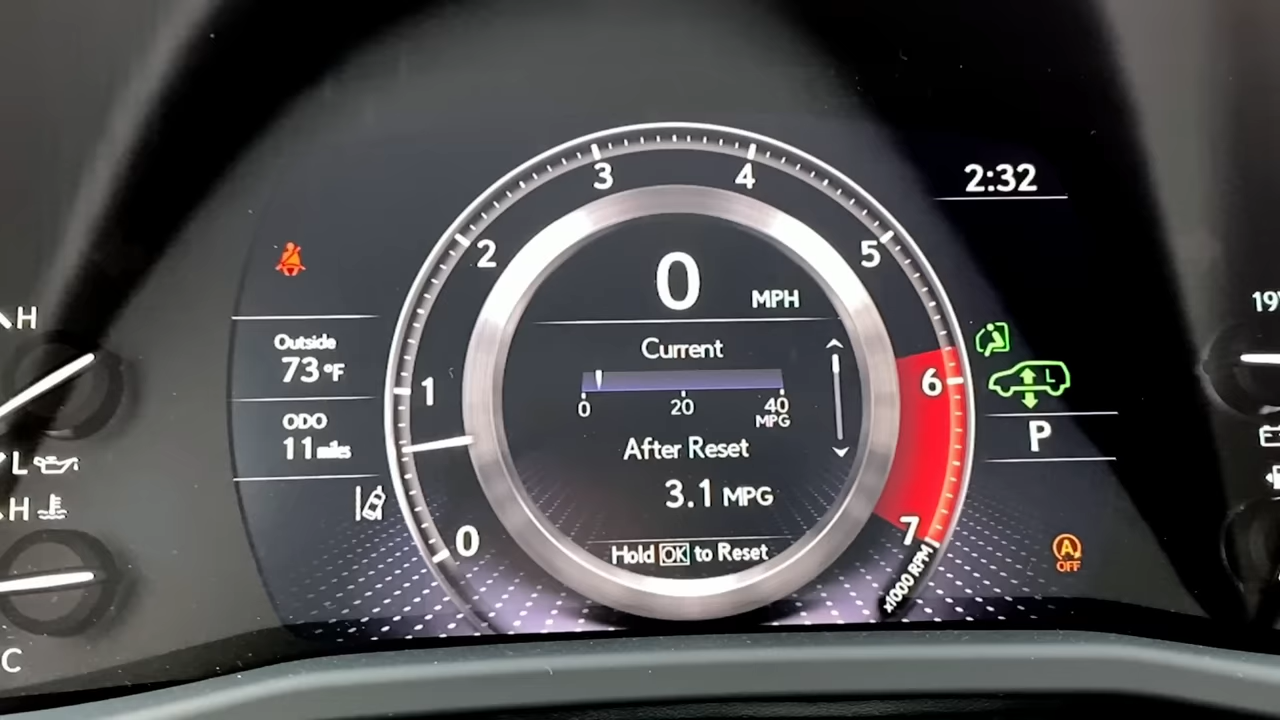 3
4
2:32
2
5
0
MPH
19
H
Outside
73°F
Current
1
6
L
0
20
40
MPG
ODO
11 miles
P
After Reset
L
3.1 MPG
H
0
7
A
OFF
Hold OK to Reset
x1000 RPM
C